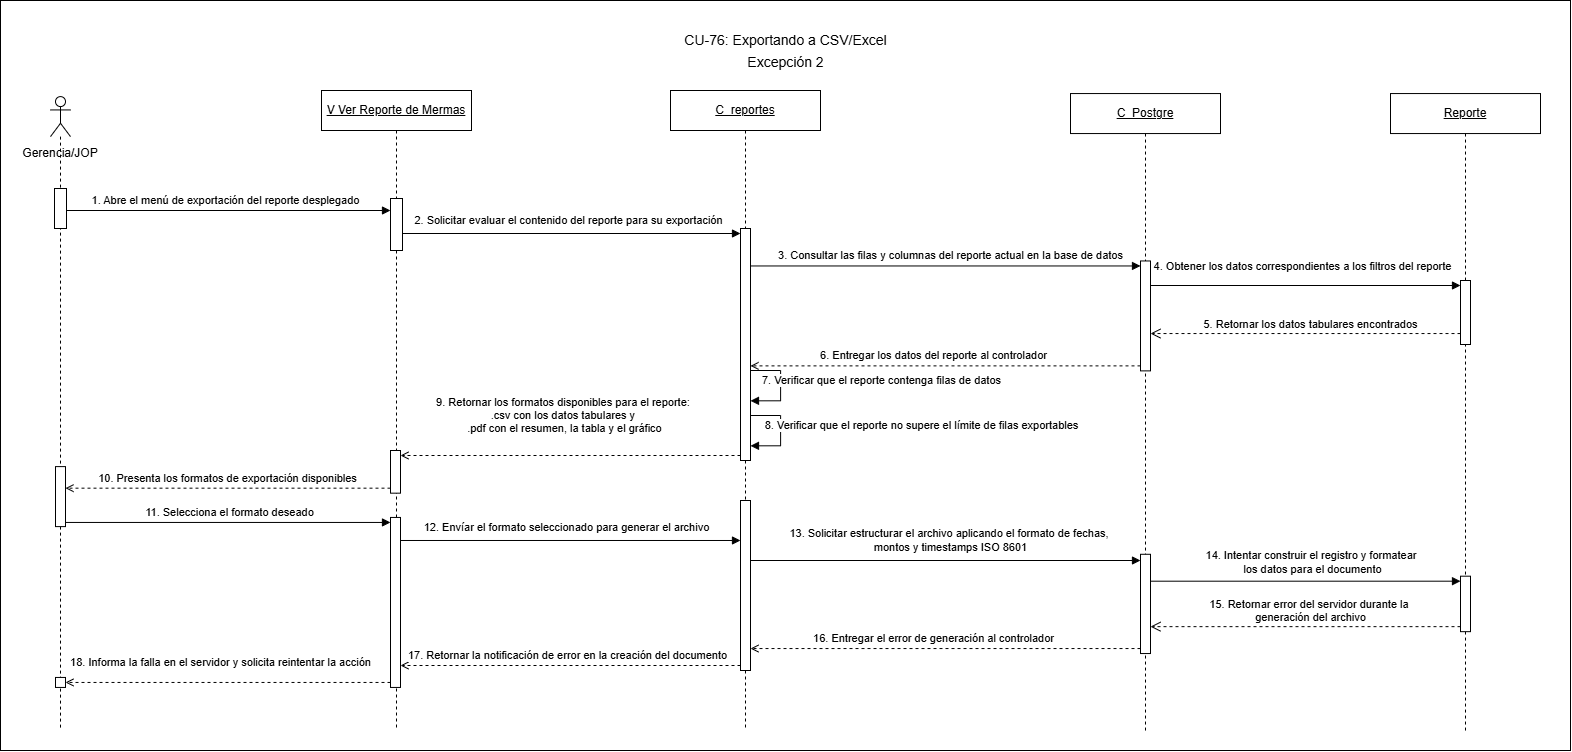 CU-76: Exportando a CSV/Excel
Excepción 2
Gerencia/JOP
V Ver Reporte de Mermas
C_reportes
C_Postgre
Reporte
1. Abre el menú de exportación del reporte desplegado
2. Solicitar evaluar el contenido del reporte para su exportación
3. Consultar las filas y columnas del reporte actual en la base de datos
4. Obtener los datos correspondientes a los filtros del reporte
5. Retornar los datos tabulares encontrados
6. Entregar los datos del reporte al controlador
7. Verificar que el reporte contenga filas de datos
8. Verificar que el reporte no supere el límite de filas exportables
9. Retornar los formatos disponibles para el reporte:
.csv con los datos tabulares y
.pdf con el resumen, la tabla y el gráfico
10. Presenta los formatos de exportación disponibles
11. Selecciona el formato deseado
12. Envíar el formato seleccionado para generar el archivo
13. Solicitar estructurar el archivo aplicando el formato de fechas,
montos y timestamps ISO 8601
14. Intentar construir el registro y formatear
los datos para el documento
15. Retornar error del servidor durante la
generación del archivo
16. Entregar el error de generación al controlador
17. Retornar la notificación de error en la creación del documento
18. Informa la falla en el servidor y solicita reintentar la acción